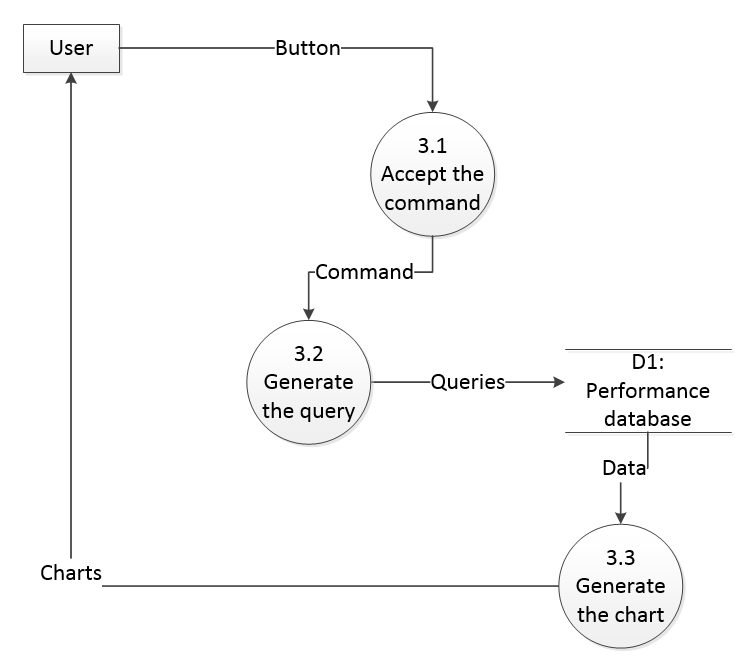 User
Button
3.1
Accept the
command
Command
3.2
Generate
the query
Queries
D1:
Performance
database
Data
3.3
Generate
the chart
Charts